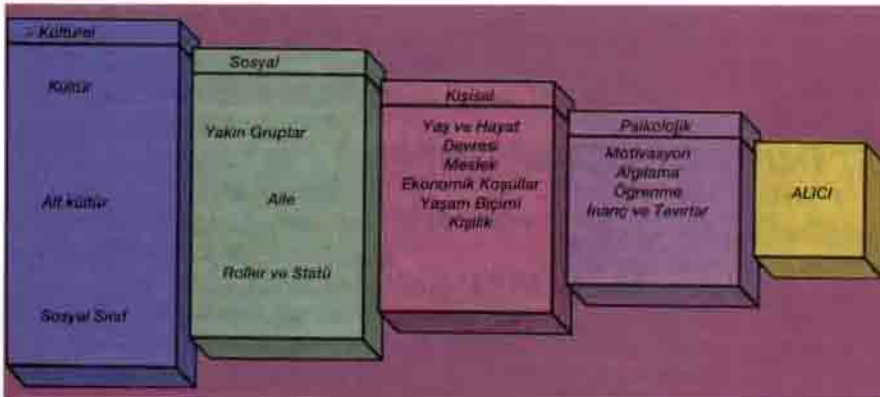 Kültürel
Kültür
Alt kültür
Sosyal Sınıf
Sosyal
Yakın Gruplar
Aile
Roller ve Statü
Kişisel
Yaş ve Hayat
Devresi
Meslek
Ekonomik Koşullar
Yaşam Biçimi
Kişilik
Psikolojik
Motivasyon
Algılama
Öğrenme
İnanç ve Tavırlar
ALICI